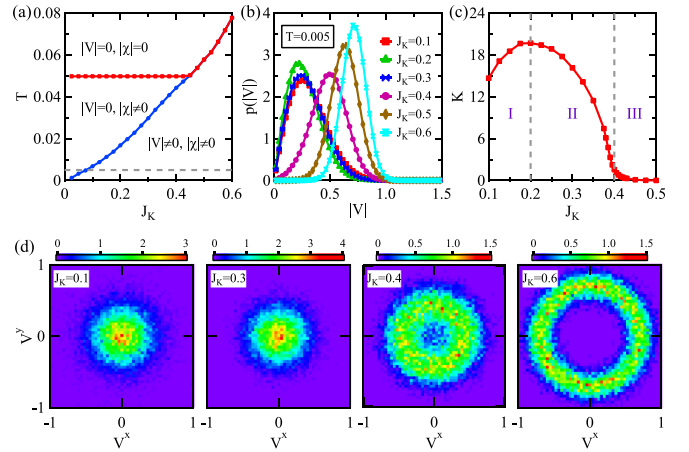 (a)
T
0.08
0.06
0.04
0.02
0.00
0.0
0.2
0.4
0.6
J_K
|V|=0, |χ|=0
|V|=0, |χ|≠0
|V|≠0, |χ|≠0
(b)
p(|V|)
4
3
2
1
0
0.0
0.5
1.0
1.5
|V|
T=0.005
J_K=0.1
J_K=0.2
J_K=0.3
J_K=0.4
J_K=0.5
J_K=0.6
(c)
K
24
18
12
6
0
0.1
0.2
0.3
0.4
0.5
J_K
I
II
III
(d)
0 1 2 3
J_K=0.1
0 1 2 3 4
J_K=0.3
0 0.5 1.0 1.5
J_K=0.4
0 0.5 1.0 1.5
J_K=0.6
V^y
1
0
-1
-1 0 1
V^x
-1 0 1
V^x
-1 0 1
V^x
-1 0 1
V^x